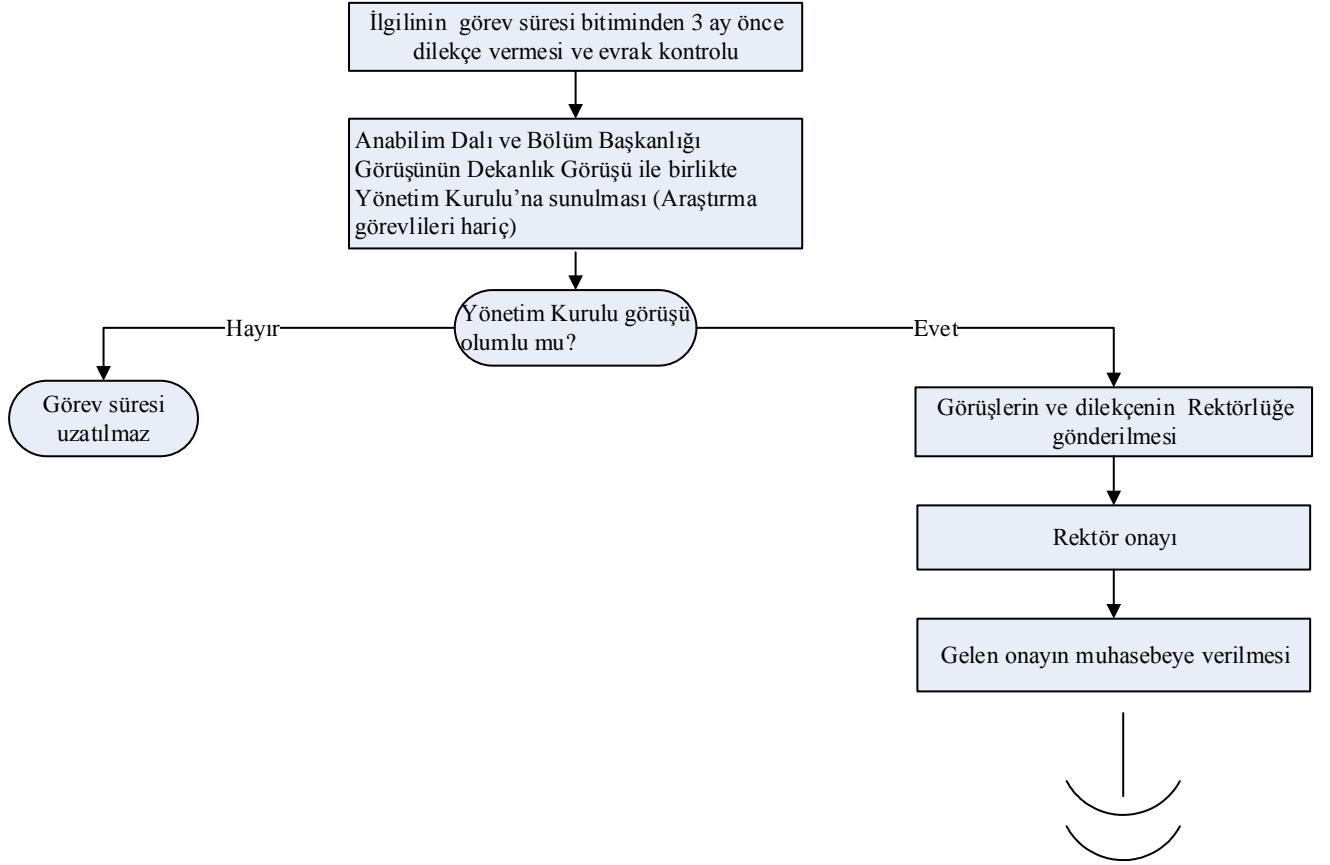 İlgilinin görev süresi bitiminden 3 ay önce
dilekçe vermesi ve evrak kontrolu
Anabilim Dalı ve Bölüm Başkanlığı
Görüşünün Dekanlık Görüşü ile birlikte
Yönetim Kurulu’na sunulması (Araştırma
görevlileri hariç)
Yönetim Kurulu görüşü
olumlu mu?
Hayır
Evet
Görev süresi
uzatılmaz
Görüşlerin ve dilekçenin Rektörlüğe
gönderilmesi
Rektör onayı
Gelen onayın muhasebeye verilmesi